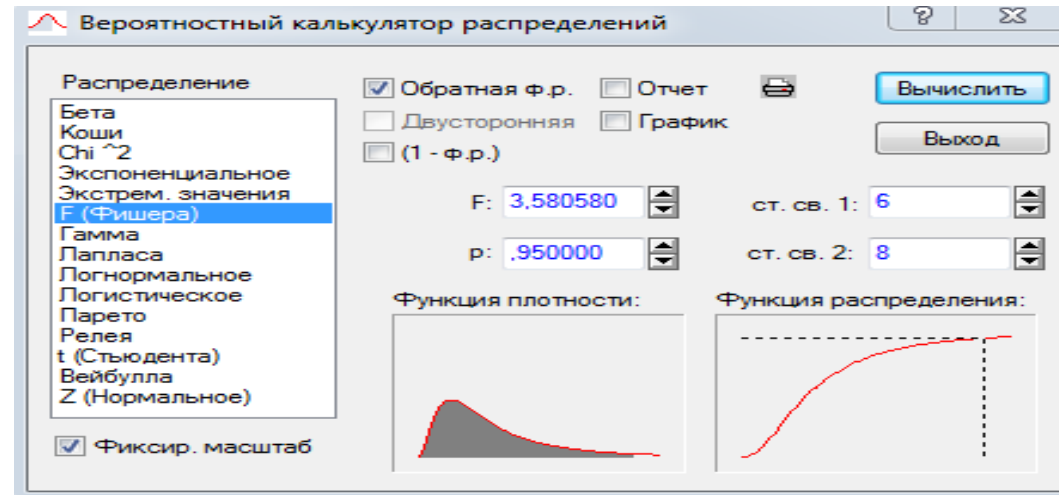 Вероятностный калькулятор распределений
Распределение
Бета
Коши
Chi ^2
Экспоненциальное
Экстрем. значения
F (Фишера)
Гамма
Лапласа
Логнормальное
Логистическое
Парето
Релея
t (Стьюдента)
Вейбулла
Z (Нормальное)
Фиксир. масштаб
Обратная ф.р. Отчет
Двусторонняя График
(1 - ф.р.)
Вычислить
Выход
F: 3,580580 ст. св. 1: 6
p: ,950000 ст. св. 2: 8
Функция плотности: Функция распределения: